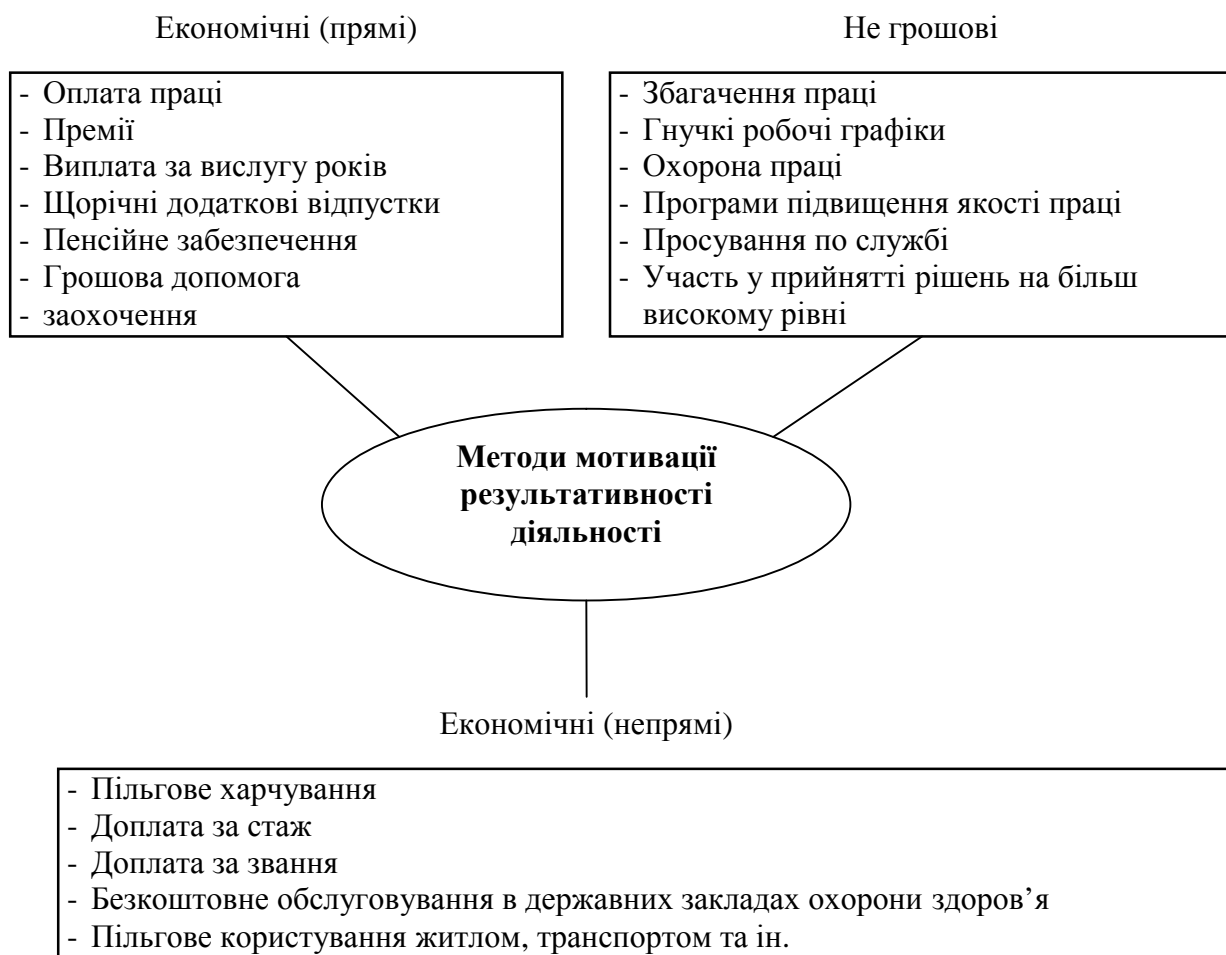 Економічні (прямі)
- Оплата праці
- Премії
- Виплата за вислугу років
- Щорічні додаткові відпустки
- Пенсійне забезпечення
- Грошова допомога
- заохочення
Не грошові
- Збагачення праці
- Гнучкі робочі графіки
- Охорона праці
- Програми підвищення якості праці
- Просування по службі
- Участь у прийнятті рішень на більш
високому рівні
Методи мотивації
результативності
діяльності
Економічні (непрямі)
- Пільгове харчування
- Доплата за стаж
- Доплата за звання
- Безкоштовне обслуговування в державних закладах охорони здоров’я
- Пільгове користування житлом, транспортом та ін.